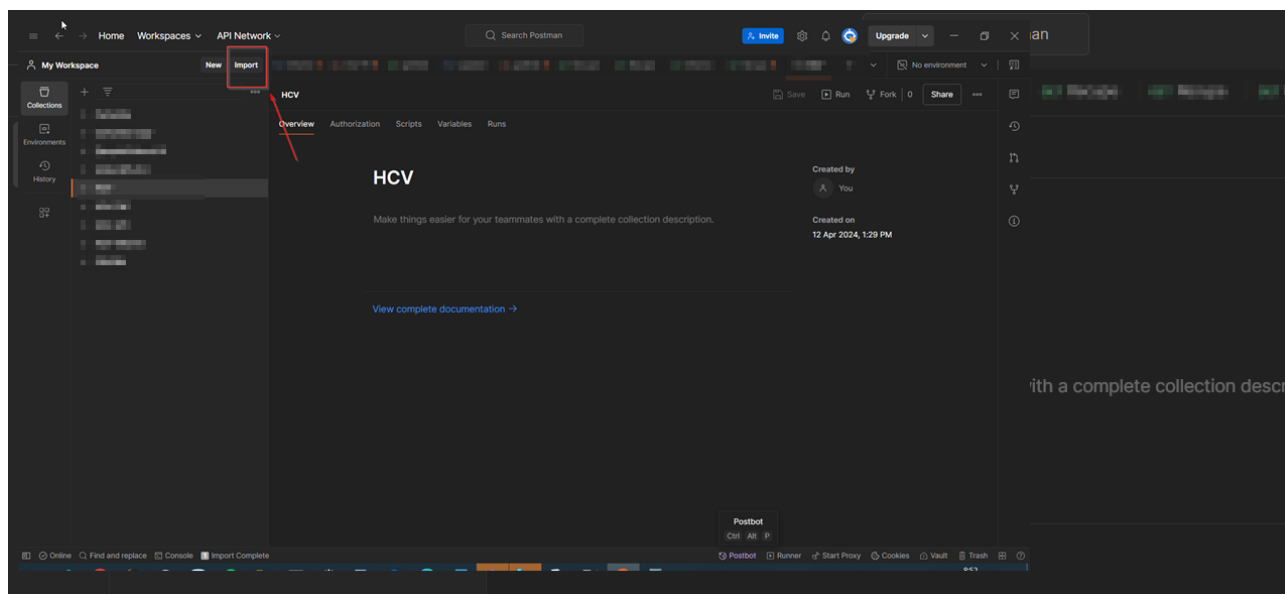 Home Workspaces API Network Search Postman Invite Upgrade
My Workspace New Import No environment
Collections
HCV Save Run Fork 0 Share
Environments
Overview Authorization Scripts Variables Runs
History
HCV
Created by
You
Make things easier for your teammates with a complete collection description.
Created on
12 Apr 2024, 1:29 PM
View complete documentation →
ith a complete collection descr
Postbot
Ctrl Alt P
Online Find and replace Console Import Complete Postbot Runner Start Proxy Cookies Vault Trash